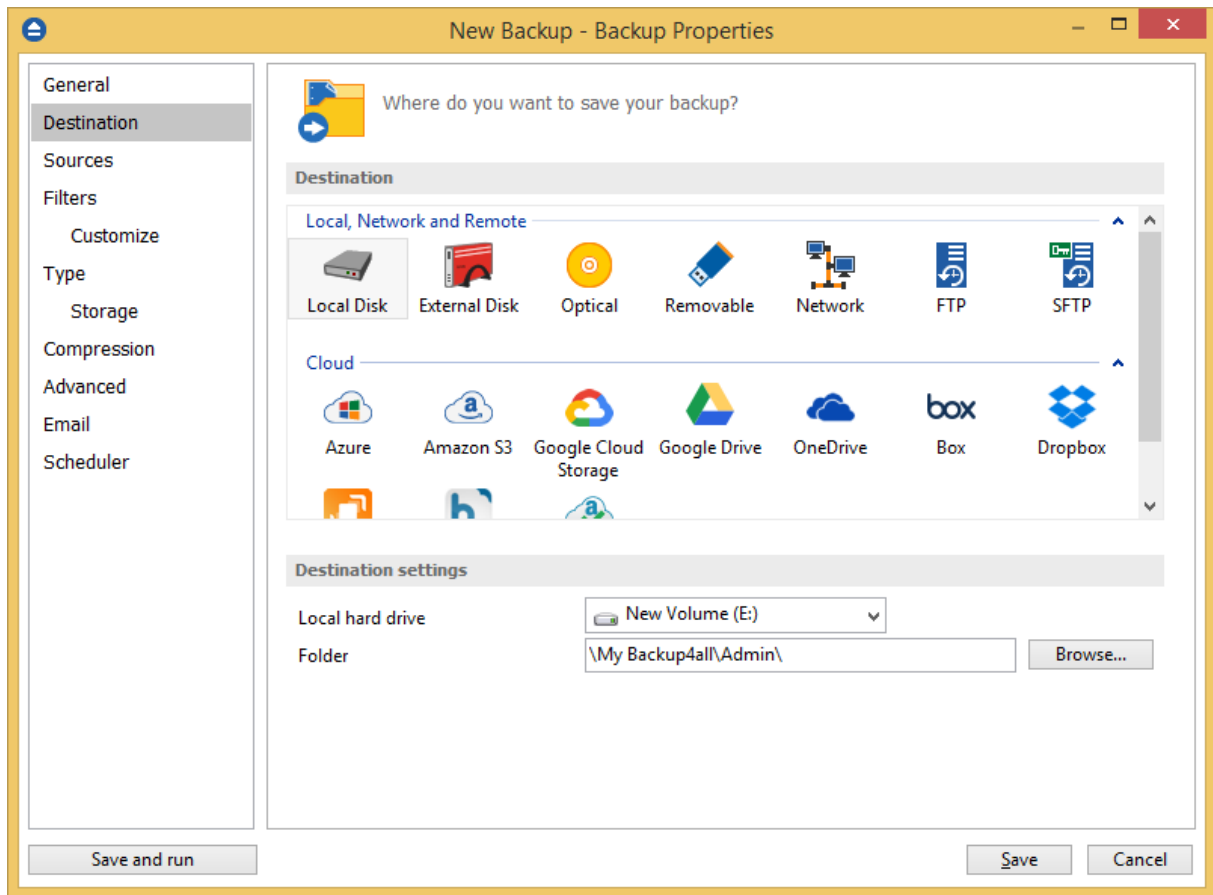 New Backup - Backup Properties
General
Destination
Sources
Filters
Customize
Type
Storage
Compression
Advanced
Email
Scheduler
Where do you want to save your backup?
Destination
Local, Network and Remote
Local Disk External Disk Optical Removable Network FTP SFTP
Cloud
a box
Azure Amazon S3 Google Cloud Google Drive OneDrive Box Dropbox
Storage
h a
Destination settings
Local hard drive New Volume (E:)
Folder \My Backup4all\Admin\ Browse...
Save and run Save Cancel